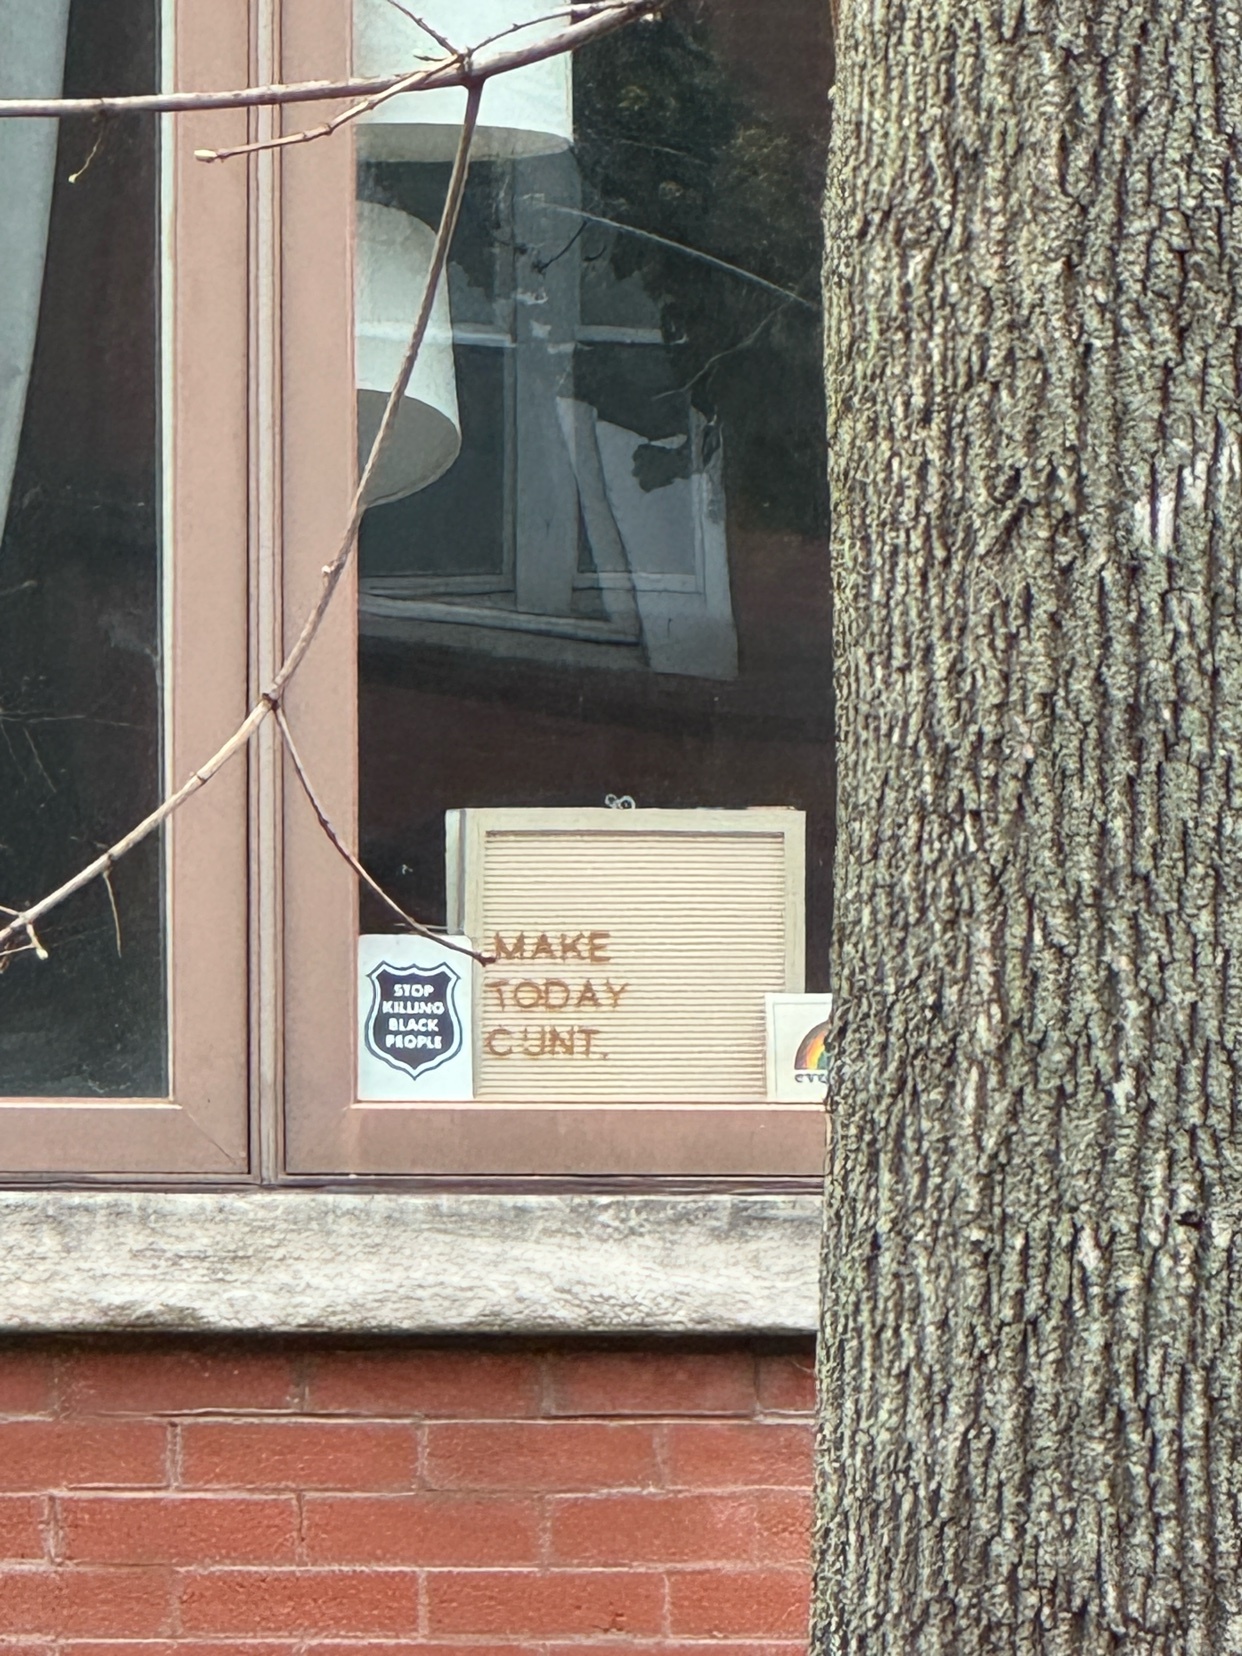 STOP
KILLING
BLACK
PEOPLE
MAKE
TODAY
CUNT.